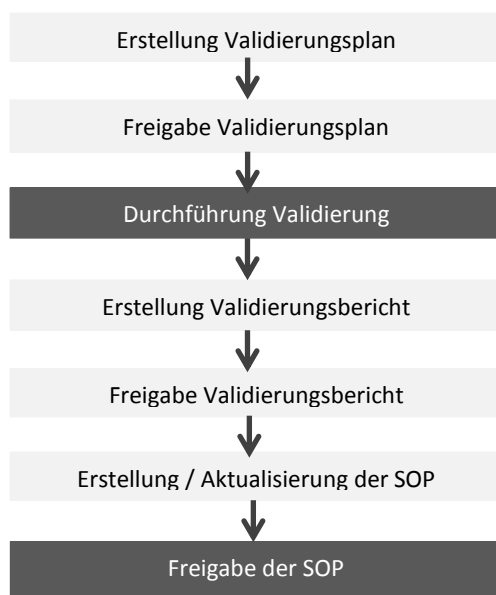 Erstellung Validierungsplan
Freigabe Validierungsplan
Durchführung Validierung
Erstellung Validierungsbericht
Freigabe Validierungsbericht
Erstellung / Aktualisierung der SOP
Freigabe der SOP